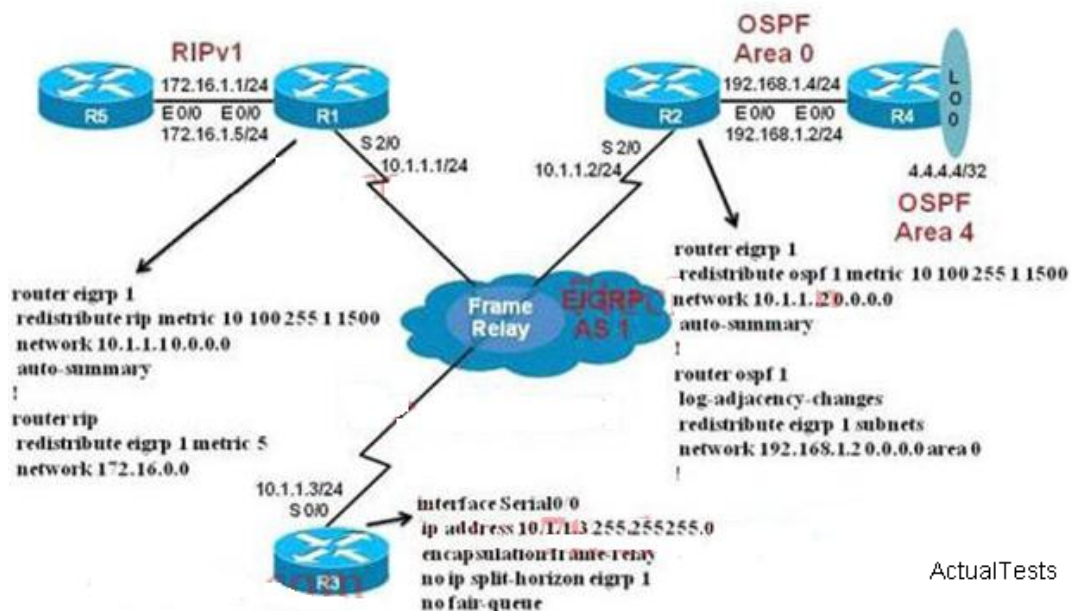 RIPv1
172.16.1.1/24
E 0/0 E 0/0
172.16.1.5/24
R5
R1
S 2/0
10.1.1.1/24
OSPF
Area 0
192.168.1.4/24
E 0/0 E 0/0
192.168.1.2/24
R2
R4
L
O
0
S 2/0
10.1.1.2/24
4.4.4.4/32
OSPF
Area 4
router eigrp 1
redistribute rip metric 10 100 255 1 1500
network 10.1.1.1 0.0.0.0
auto-summary
!
router rip
redistribute eigrp 1 metric 5
network 172.16.0.0
Frame
Relay
EIGRP
AS 1
router eigrp 1
redistribute ospf 1 metric 10 100 255 1 1500
network 10.1.1.2 0.0.0.0
auto-summary
!
router ospf 1
log-adjacency-changes
redistribute eigrp 1 subnets
network 192.168.1.2 0.0.0.0 area 0
!
10.1.1.3/24
S 0/0
R3
interface Serial0/0
ip address 10.1.1.3 255.255255.0
encapsulation frame-relay
no ip split-horizon eigrp 1
no fair-queue
ActualTests